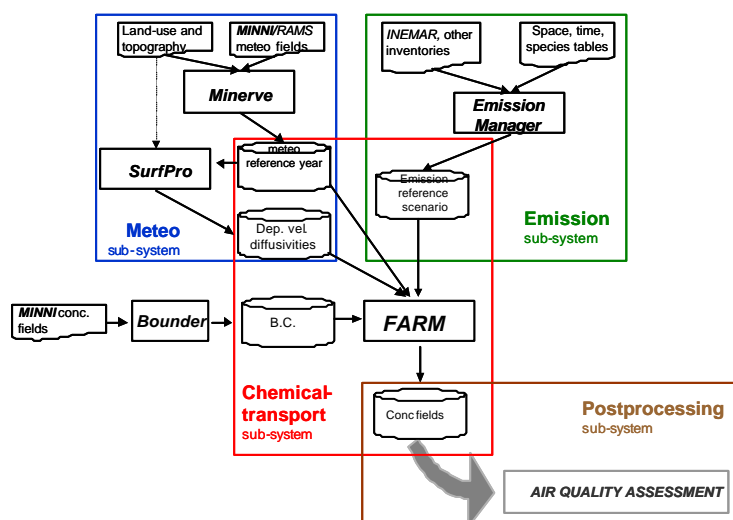 Land-use and
topography
MINNI/RAMS
meteo fields
INEMAR, other
inventories
Space, time,
species tables
Minerve
Emission
Manager
SurfPro
meteo
reference year
Emission
reference
scenario
Meteo
sub-system
Dep. vel.
diffusivities
Emission
sub-system
MINNI conc.
fields
Bounder
B.C.
FARM
Chemical-
transport
sub-system
Conc fields
Postprocessing
sub-system
AIR QUALITY ASSESSMENT